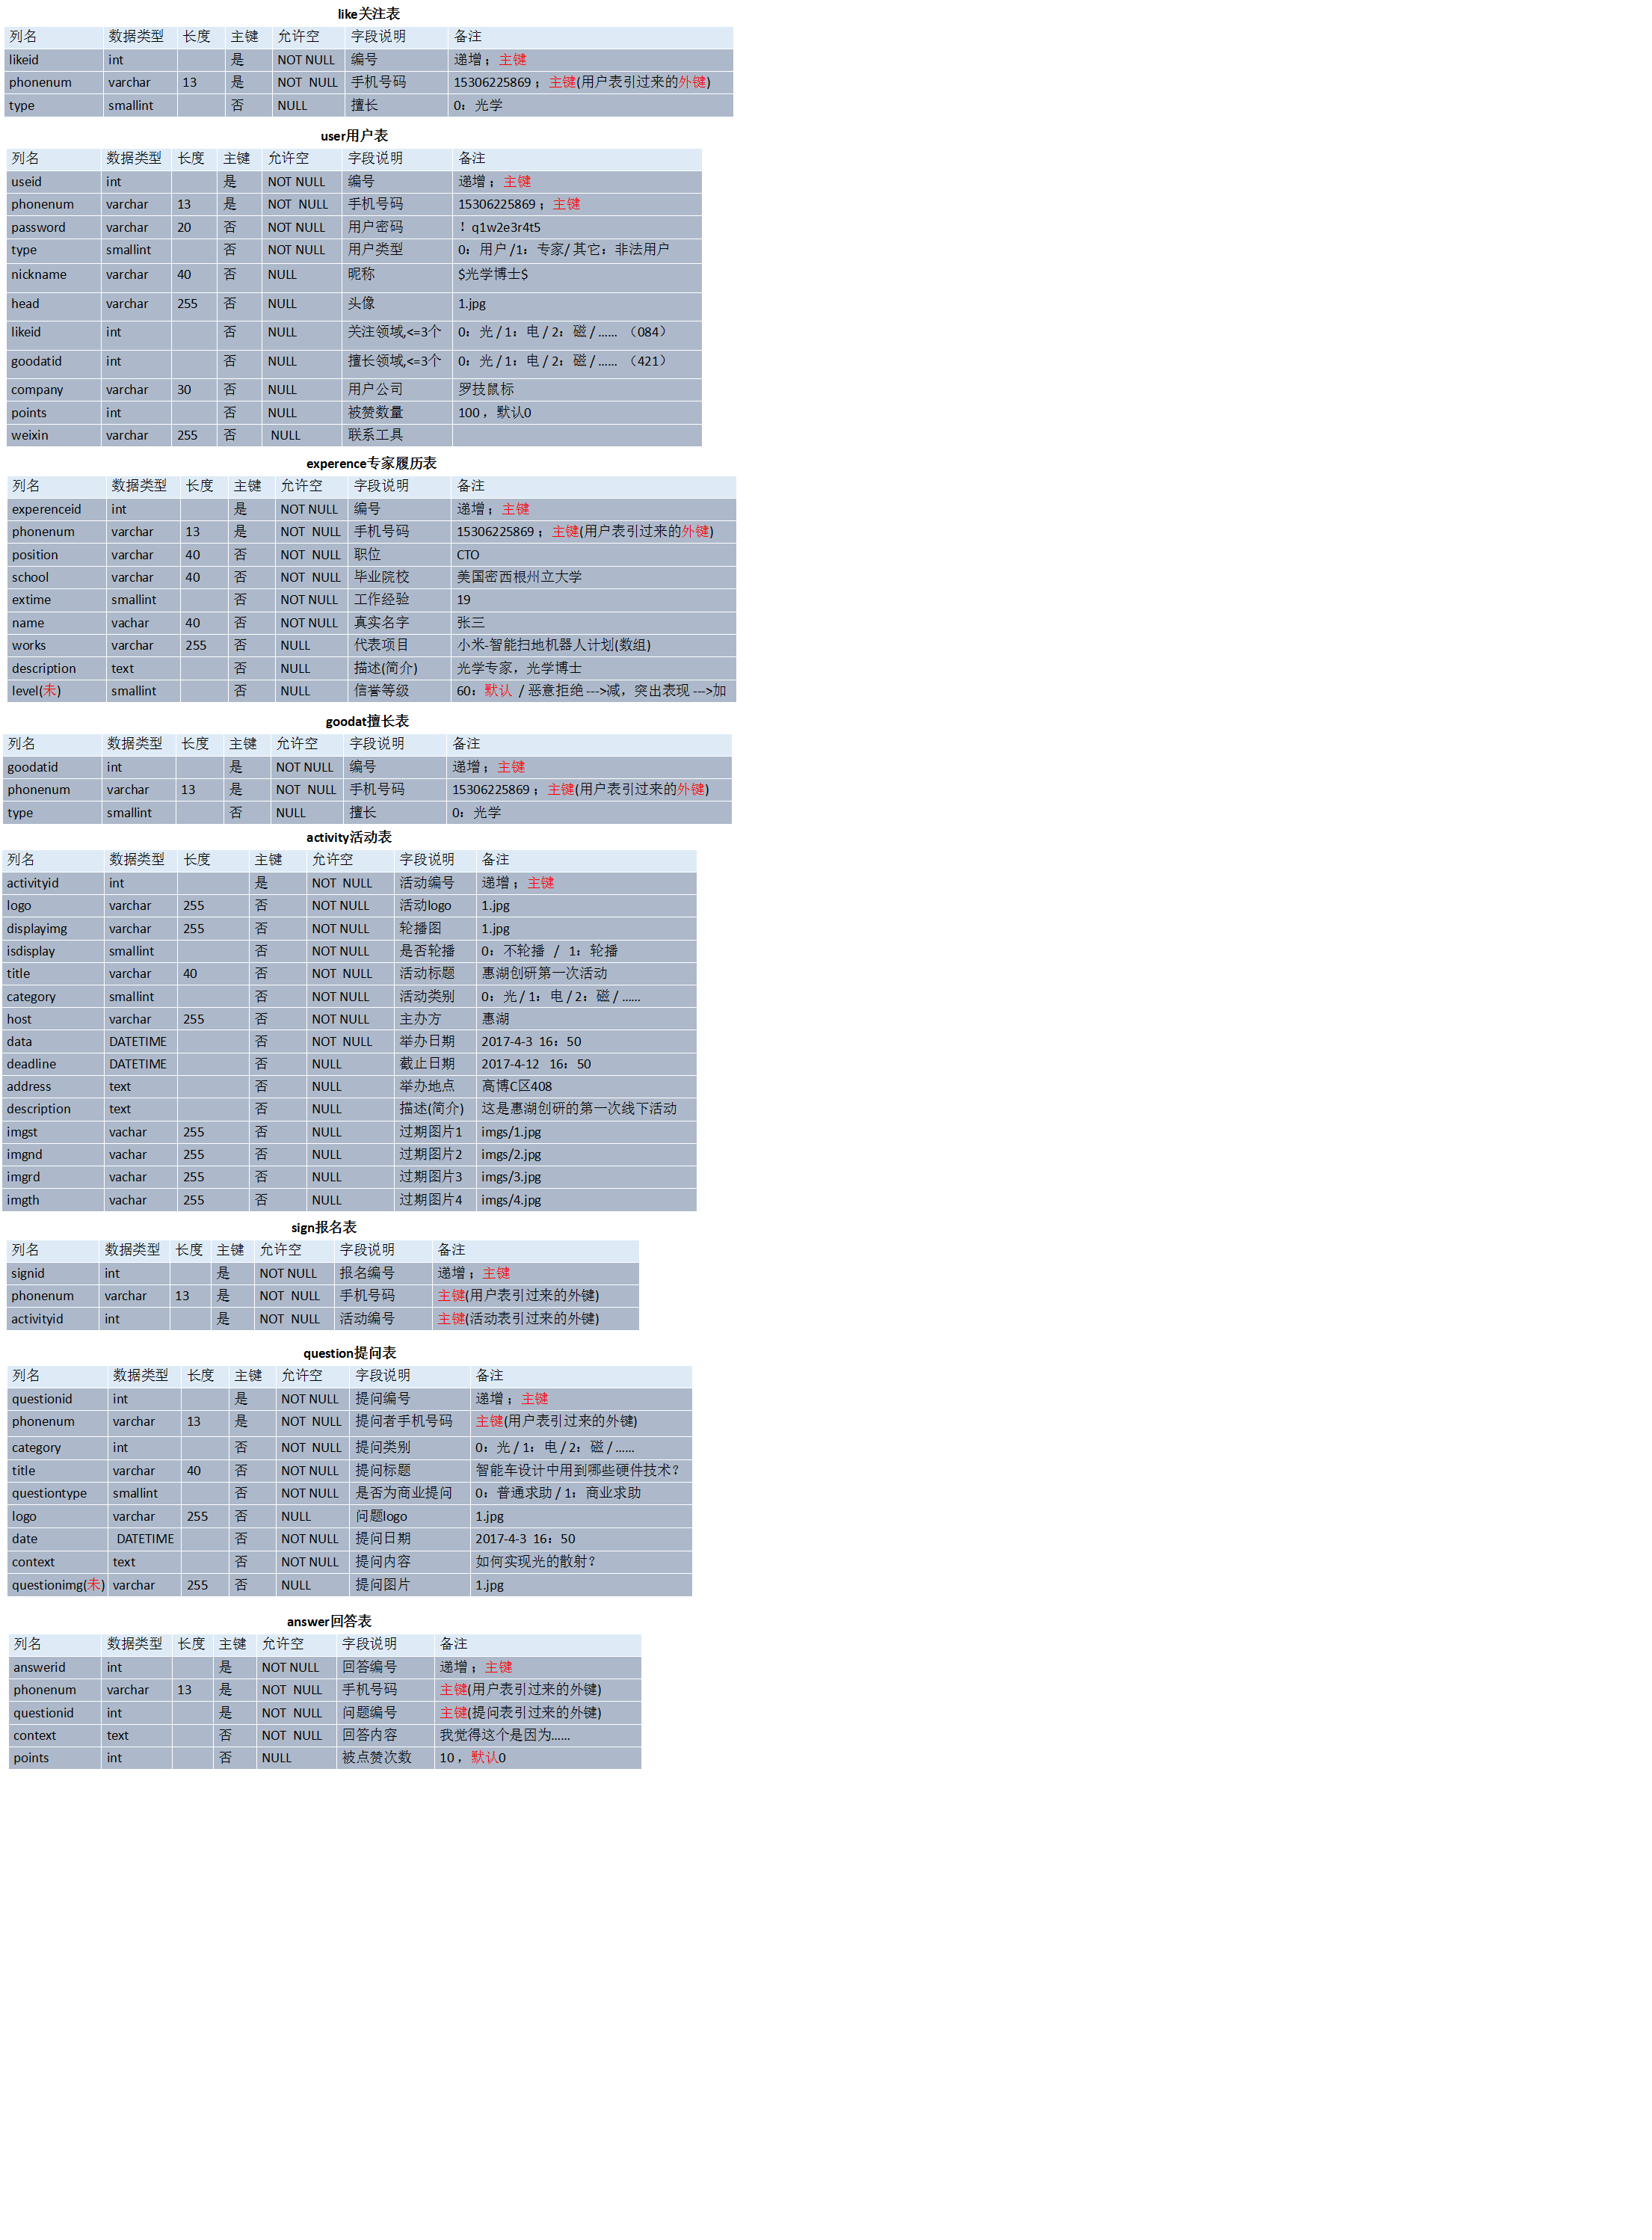 like关注表
列名 数据类型 长度 主键 允许空 字段说明 备注
likeid int 是 NOT NULL 编号 递增 ; 主键
phonenum varchar 13 是 NOT NULL 手机号码 15306225869 ; 主键(用户表引过来的外键)
type smallint 否 NULL 擅长 0：光学
user用户表
列名 数据类型 长度 主键 允许空 字段说明 备注
useid int 是 NOT NULL 编号 递增 ; 主键
phonenum varchar 13 是 NOT NULL 手机号码 15306225869 ; 主键
password varchar 20 否 NOT NULL 用户密码 ！q1w2e3r4t5
type smallint 否 NOT NULL 用户类型 0：用户 /1：专家/ 其它：非法用户
nickname varchar 40 否 NULL 昵称 $光学博士$
head varchar 255 否 NULL 头像 1.jpg
likeid int 否 NULL 关注领域,<=3个 0：光 / 1：电 / 2：磁 / ...... （084）
goodatid int 否 NULL 擅长领域,<=3个 0：光 / 1：电 / 2：磁 / ...... （421）
company varchar 30 否 NULL 用户公司 罗技鼠标
points int 否 NULL 被赞数量 100 ，默认0
weixin varchar 255 否 NULL 联系工具
experence专家履历表
列名 数据类型 长度 主键 允许空 字段说明 备注
experenceid int 是 NOT NULL 编号 递增 ; 主键
phonenum varchar 13 是 NOT NULL 手机号码 15306225869 ; 主键(用户表引过来的外键)
position varchar 40 否 NOT NULL 职位 CTO
school varchar 40 否 NOT NULL 毕业院校 美国密西根州立大学
extime smallint 否 NOT NULL 工作经验 19
name vachar 40 否 NOT NULL 真实名字 张三
works varchar 255 否 NULL 代表项目 小米-智能扫地机器人计划(数组)
description text 否 NULL 描述(简介) 光学专家，光学博士
level(未) smallint 否 NULL 信誉等级 60：默认 / 恶意拒绝 --->减，突出表现 --->加
goodat擅长表
列名 数据类型 长度 主键 允许空 字段说明 备注
goodatid int 是 NOT NULL 编号 递增 ; 主键
phonenum varchar 13 是 NOT NULL 手机号码 15306225869 ; 主键(用户表引过来的外键)
type smallint 否 NULL 擅长 0：光学
activity活动表
列名 数据类型 长度 主键 允许空 字段说明 备注
activityid int 是 NOT NULL 活动编号 递增 ; 主键
logo varchar 255 否 NOT NULL 活动logo 1.jpg
displayimg varchar 255 否 NOT NULL 轮播图 1.jpg
isdisplay smallint 否 NOT NULL 是否轮播 0：不轮播 / 1：轮播
title varchar 40 否 NOT NULL 活动标题 惠湖创研第一次活动
category smallint 否 NOT NULL 活动类别 0：光 / 1：电 / 2：磁 / ......
host varchar 255 否 NOT NULL 主办方 惠湖
data DATETIME 否 NOT NULL 举办日期 2017-4-3 16：50
deadline DATETIME 否 NULL 截止日期 2017-4-12 16：50
address text 否 NULL 举办地点 高博C区408
description text 否 NULL 描述(简介) 这是惠湖创研的第一次线下活动
imgst vachar 255 否 NULL 过期图片1 imgs/1.jpg
imgnd vachar 255 否 NULL 过期图片2 imgs/2.jpg
imgrd vachar 255 否 NULL 过期图片3 imgs/3.jpg
imgth vachar 255 否 NULL 过期图片4 imgs/4.jpg
sign报名表
列名 数据类型 长度 主键 允许空 字段说明 备注
signid int 是 NOT NULL 报名编号 递增 ; 主键
phonenum varchar 13 是 NOT NULL 手机号码 主键(用户表引过来的外键)
activityid int 是 NOT NULL 活动编号 主键(活动表引过来的外键)
question提问表
列名 数据类型 长度 主键 允许空 字段说明 备注
questionid int 是 NOT NULL 提问编号 递增 ; 主键
phonenum varchar 13 是 NOT NULL 提问者手机号码 主键(用户表引过来的外键)
category int 否 NOT NULL 提问类别 0：光 / 1：电 / 2：磁 / ......
title varchar 40 否 NOT NULL 提问标题 智能车设计中用到哪些硬件技术？
questiontype smallint 否 NOT NULL 是否为商业提问 0：普通求助 / 1：商业求助
logo varchar 255 否 NULL 问题logo 1.jpg
date DATETIME 否 NOT NULL 提问日期 2017-4-3 16：50
context text 否 NOT NULL 提问内容 如何实现光的散射？
questionimg(未) varchar 255 否 NULL 提问图片 1.jpg
answer回答表
列名 数据类型 长度 主键 允许空 字段说明 备注
answerid int 是 NOT NULL 回答编号 递增 ; 主键
phonenum varchar 13 是 NOT NULL 手机号码 主键(用户表引过来的外键)
questionid int 是 NOT NULL 问题编号 主键(提问表引过来的外键)
context text 否 NOT NULL 回答内容 我觉得这个是因为......
points int 否 NULL 被点赞次数 10 ，默认0